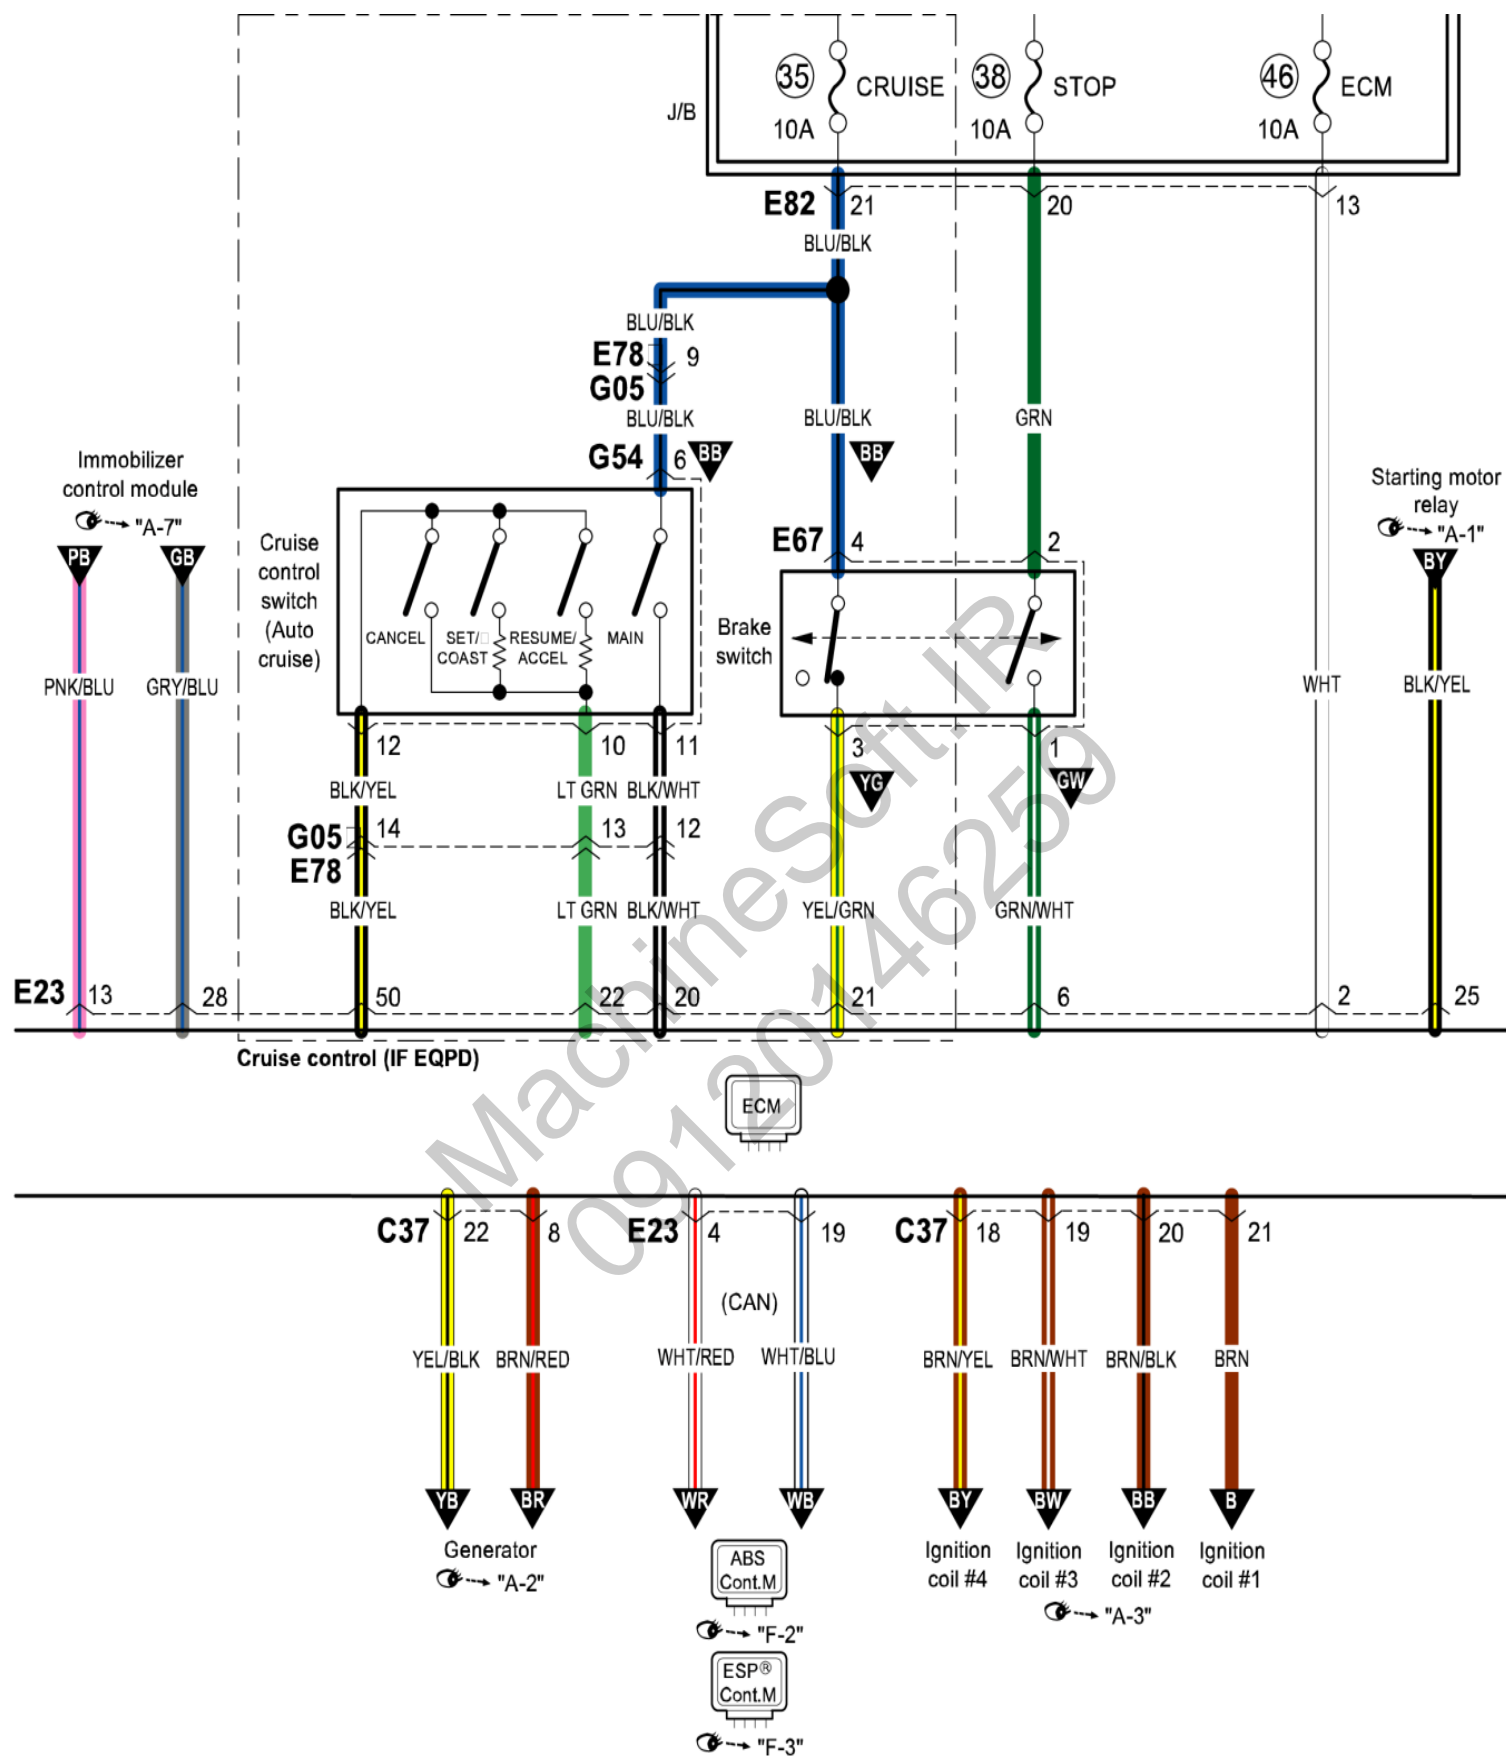 35
CRUISE
10A
38
STOP
10A
46
ECM
10A
J/B
E82
21
20
13
BLU/BLK
BLU/BLK
E78
9
G05
BLU/BLK
BLU/BLK
GRN
G54
6
BB
BB
Immobilizer
control module
"A-7"
PB
GB
Starting motor
relay
"A-1"
BY
Cruise
control
switch
(Auto
cruise)
CANCEL
SET/
COAST
RESUME/
ACCEL
MAIN
E67
4
2
Brake
switch
PNK/BLU
GRY/BLU
WHT
BLK/YEL
12
10
11
3
1
YG
GW
BLK/YEL
LT GRN
BLK/WHT
G05
14
13
12
E78
BLK/YEL
LT GRN
BLK/WHT
YEL/GRN
GRN/WHT
E23
13
28
50
22
20
21
6
2
25
Cruise control (IF EQPD)
ECM
MachineSoft.IR
09120146259
C37
22
8
E23
4
19
C37
18
19
20
21
(CAN)
YEL/BLK
BRN/RED
WHT/RED
WHT/BLU
BRN/YEL
BRN/WHT
BRN/BLK
BRN
YB
BR
WR
WB
BY
BW
BB
B
Generator
"A-2"
ABS
Cont.M
"F-2"
ESP®
Cont.M
"F-3"
Ignition
coil #4
Ignition
coil #3
Ignition
coil #2
Ignition
coil #1
"A-3"